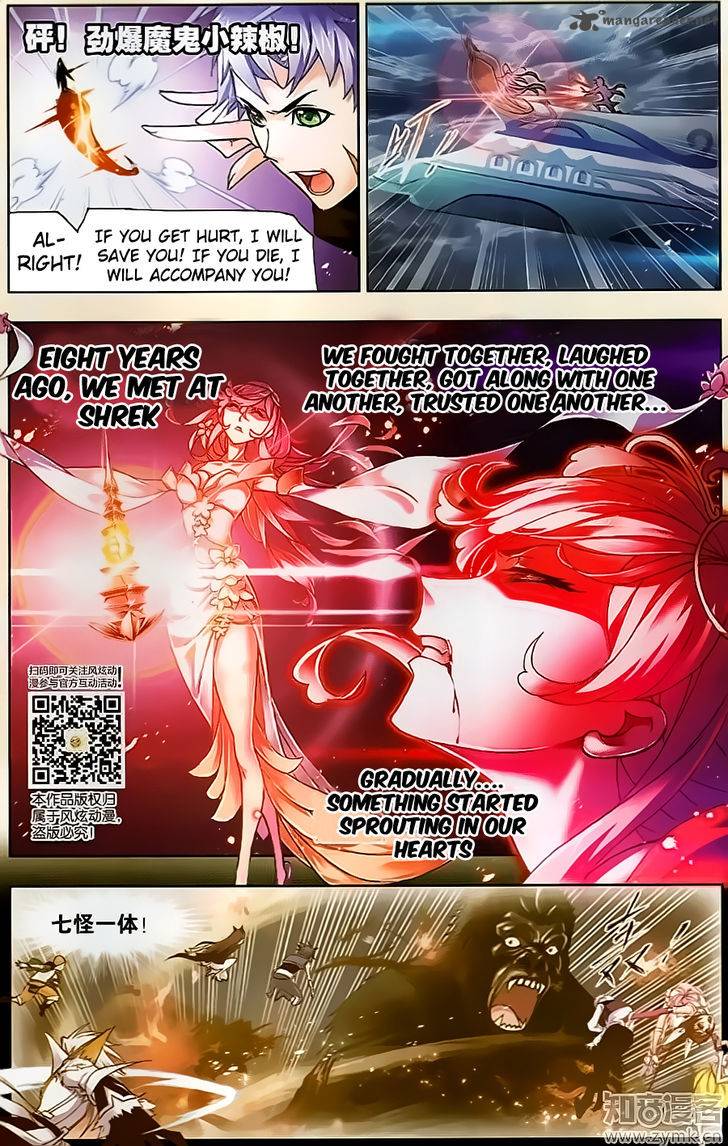 砰！劲爆魔鬼小辣椒！
AL-
RIGHT!
IF YOU GET HURT, I WILL
SAVE YOU! IF YOU DIE, I
WILL ACCOMPANY YOU!
EIGHT YEARS
AGO, WE MET AT
SHREK
WE FOUGHT TOGETHER, LAUGHED
TOGETHER, GOT ALONG WITH ONE
ANOTHER, TRUSTED ONE ANOTHER...
扫码即可关注风炫动
漫参与官方互动活动！
本作品版权归
属于风炫动漫，
盗版必究！
GRADUALLY....
SOMETHING STARTED
SPROUTING IN OUR
HEARTS
七怪一体！
知音漫客
www.zymk.cn